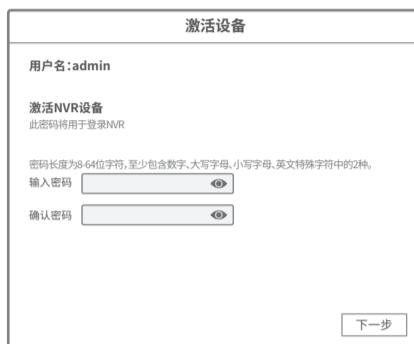 激活设备
用户名:admin
激活NVR设备
此密码将用于登录NVR
密码长度为8-64位字符,至少包含数字、大写字母、小写字母、英文特殊字符中的2种。
输入密码
确认密码
下一步